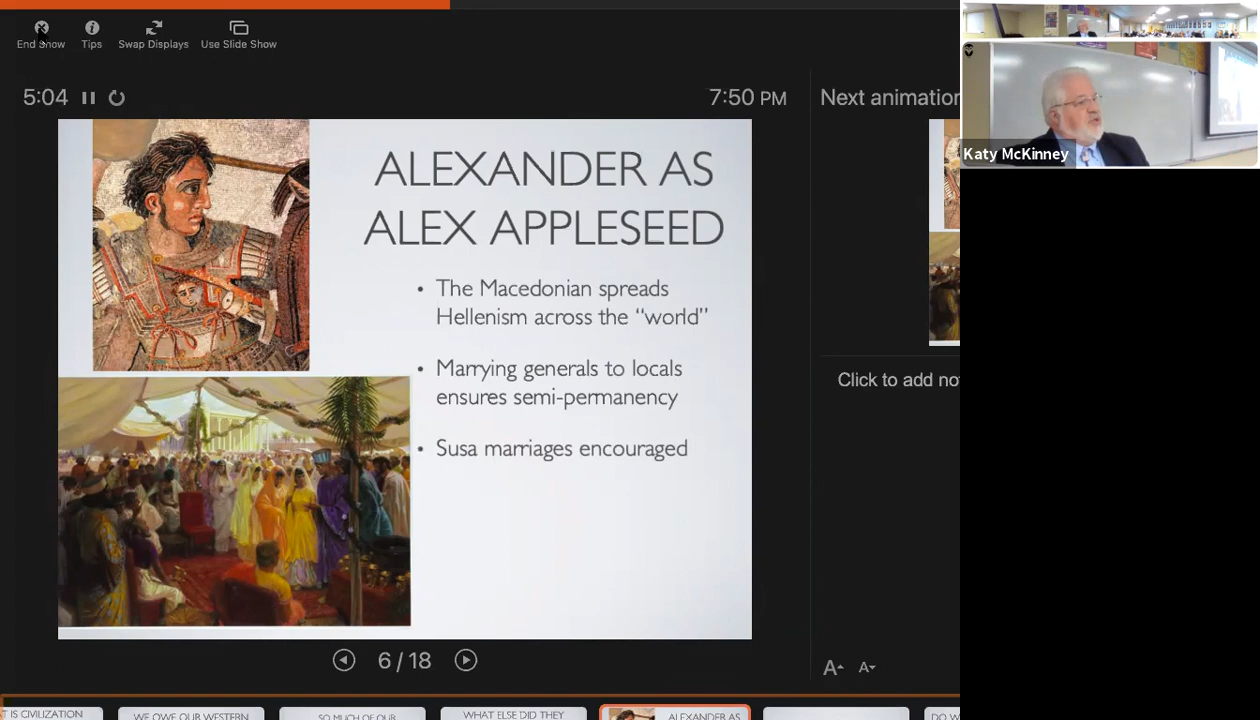 End Show
Tips
Swap Displays
Use Slide Show
5:04
7:50 PM
Next animation
ALEXANDER AS
ALEX APPLESEED
• The Macedonian spreads
Hellenism across the “world”
• Marrying generals to locals
ensures semi-permanency
• Susa marriages encouraged
Click to add no
6 / 18
A A
Katy McKinney
T IS CIVILIZATION
WE OWE OUR WESTERN
SO MUCH OF OUR
WHAT ELSE DID THEY
ALEXANDER AS
DO W